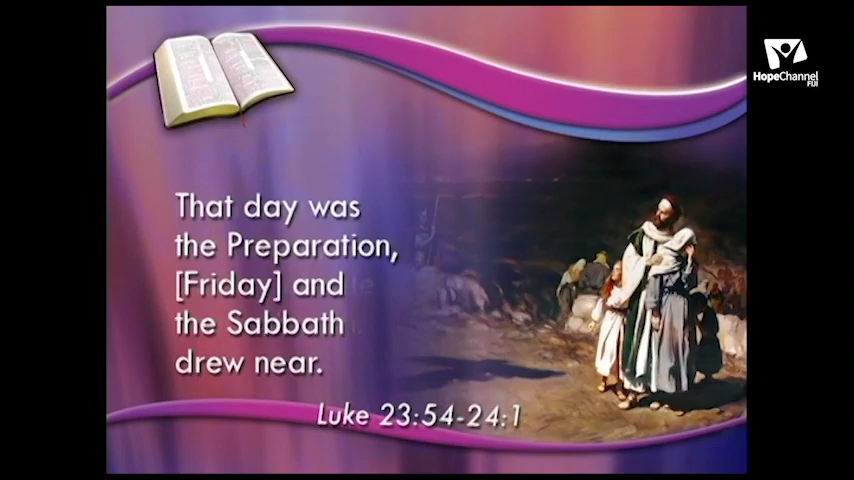 HopeChannel
FIJI
That day was
the Preparation,
[Friday] and
the Sabbath
drew near.
Luke 23:54-24:1